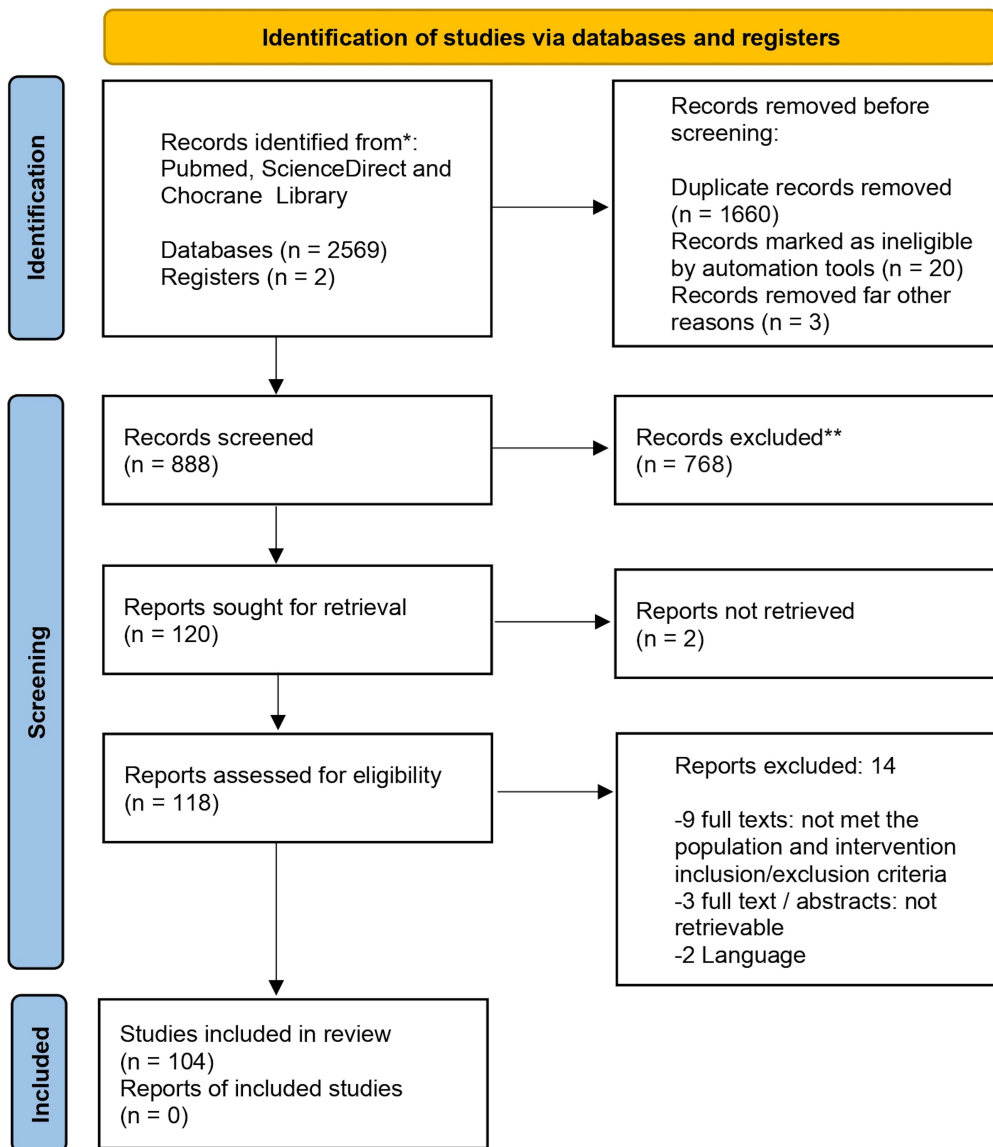 Identification of studies via databases and registers
Identification
Records identified from*:
Pubmed, ScienceDirect and
Chocrane Library
Databases (n = 2569)
Registers (n = 2)
Records removed before
screening:
Duplicate records removed
(n = 1660)
Records marked as ineligible
by automation tools (n = 20)
Records removed far other
reasons (n = 3)
Screening
Records screened
(n = 888)
Records excluded**
(n = 768)
Reports sought for retrieval
(n = 120)
Reports not retrieved
(n = 2)
Reports assessed for eligibility
(n = 118)
Reports excluded: 14
-9 full texts: not met the
population and intervention
inclusion/exclusion criteria
-3 full text / abstracts: not
retrievable
-2 Language
Included
Studies included in review
(n = 104)
Reports of included studies
(n = 0)